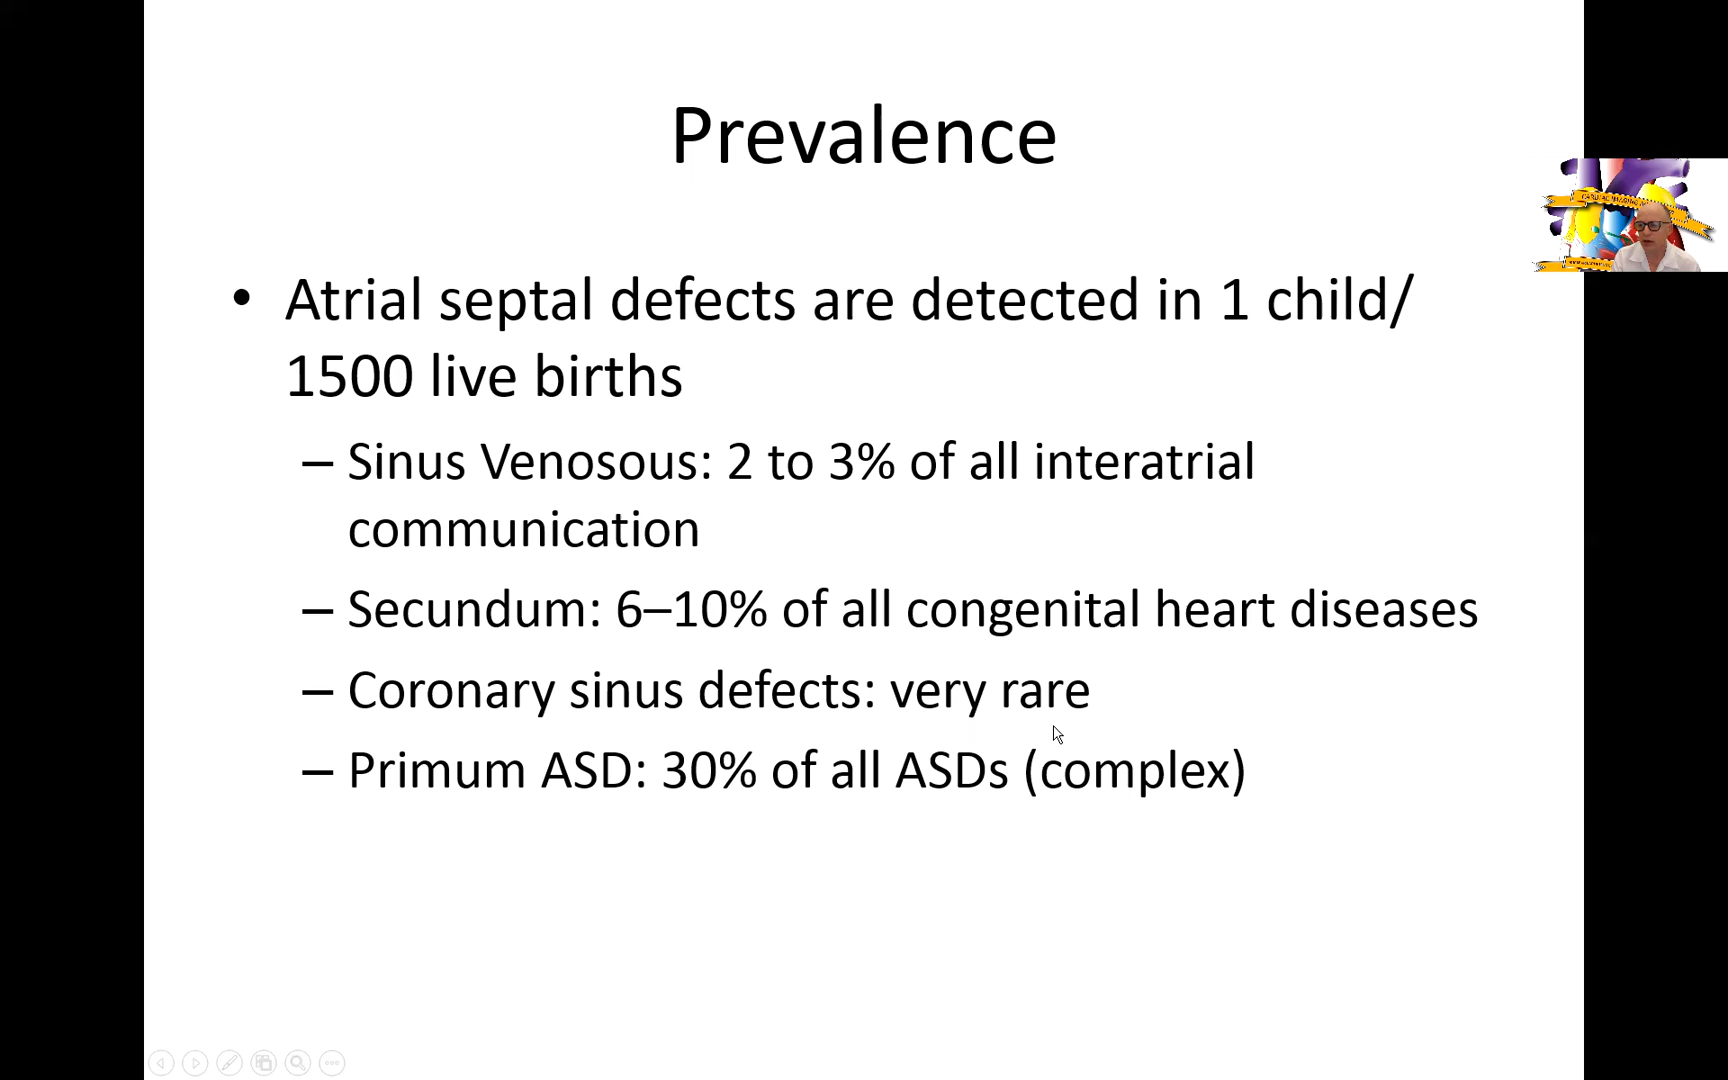 Prevalence
• Atrial septal defects are detected in 1 child/
1500 live births
– Sinus Venosous: 2 to 3% of all interatrial
communication
– Secundum: 6–10% of all congenital heart diseases
– Coronary sinus defects: very rare
– Primum ASD: 30% of all ASDs (complex)